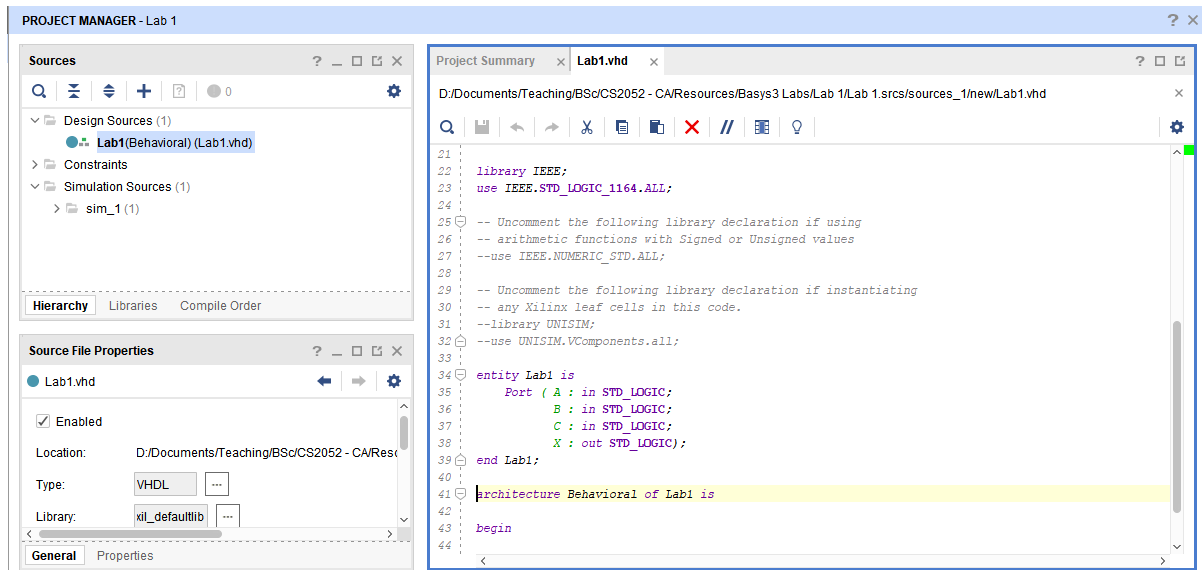 PROJECT MANAGER - Lab 1
Sources
0
Design Sources (1)
Lab1(Behavioral) (Lab1.vhd)
Constraints
Simulation Sources (1)
sim_1 (1)
Hierarchy Libraries Compile Order
Source File Properties
Lab1.vhd
Enabled
Location: D:/Documents/Teaching/BSc/CS2052 - CA/Reso
Type: VHDL ...
Library: xil_defaultlib ...
General Properties
Project Summary Lab1.vhd
D:/Documents/Teaching/BSc/CS2052 - CA/Resources/Basys3 Labs/Lab 1/Lab 1.srcs/sources_1/new/Lab1.vhd
21
22 library IEEE;
23 use IEEE.STD_LOGIC_1164.ALL;
24
25 -- Uncomment the following library declaration if using
26 -- arithmetic functions with Signed or Unsigned values
27 --use IEEE.NUMERIC_STD.ALL;
28
29 -- Uncomment the following library declaration if instantiating
30 -- any Xilinx leaf cells in this code.
31 --library UNISIM;
32 --use UNISIM.VComponents.all;
33
34 entity Lab1 is
35 Port ( A : in STD_LOGIC;
36 B : in STD_LOGIC;
37 C : in STD_LOGIC;
38 X : out STD_LOGIC);
39 end Lab1;
40
41 architecture Behavioral of Lab1 is
42
43 begin
44